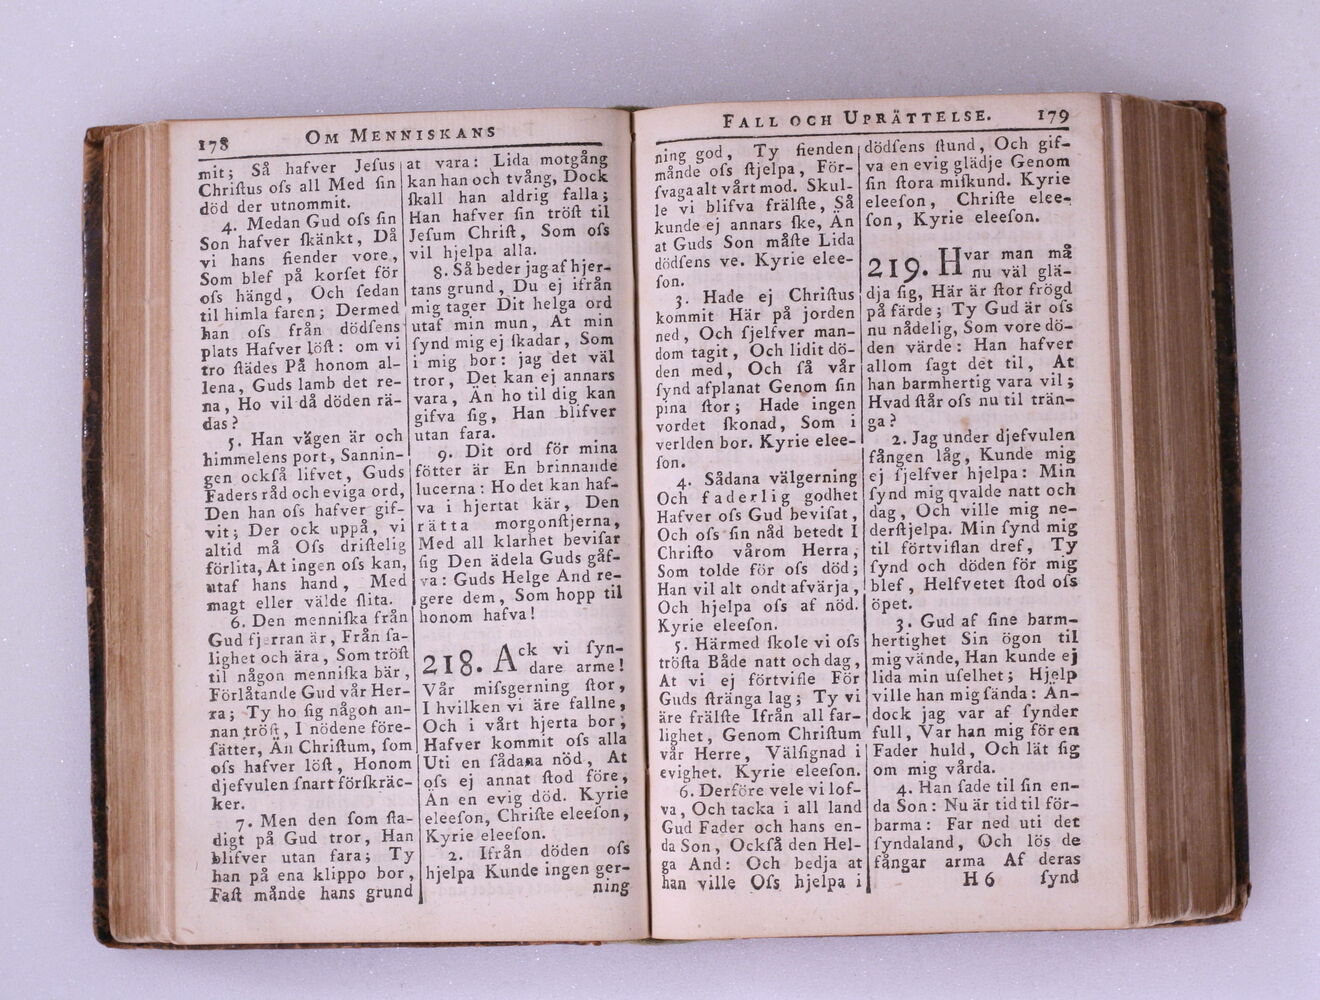 178
OM MENNISKANS
mit; Så hafver Jeſus
Chriſtus oſs all Med ſin
död der utnommit.
4. Medan Gud oſs ſin
Son hafver ſkänkt, Då
vi hans fiender vore,
Som blef på korſet för
oſs hängd, Och ſedan
til himla faren; Dermed
han oſs från dödſens
plats Hafver löſt: om vi
tro ſtädes På honom al-
lena, Guds lamb det re-
na, Ho vil då döden rä-
das?
5. Han vägen är och
himmelens port, Sannin-
gen ockſå lifvet, Guds
Faders råd och eviga ord,
Den han oſs hafver gif-
vit; Der ock uppå, vi
altid må Oſs driſtelig
förlita, At ingen oſs kan,
utaf hans hand, Med
magt eller välde ſlita.
6. Den menniſka från
Gud fjerran är, Från ſa-
lighet och ära, Som tröſt
til någon menniſka bär,
Förlåtande Gud vår Her-
ra; Ty ho ſig någon an-
nan tröſt, I nödene före-
ſätter, Än Chriſtum, ſom
oſs hafver löſt, Honom
djefvulen ſnart förſkräc-
ker.
7. Men den ſom ſta-
digt på Gud tror, Han
blifver utan fara; Ty
han på ena klippo bor,
Faſt månde hans grund
at vara: Lida motgång
kan han och tvång, Dock
ſkall han aldrig falla;
Han hafver ſin tröſt til
Jeſum Chriſt, Som oſs
vil hjelpa alla.
8. Så beder jag af hjer-
tans grund, Du ej ifrån
mig tager Dit helga ord
utaf min mun, At min
ſynd mig ej ſkadar, Som
i mig bor: jag det väl
tror, Det kan ej annars
vara, Än ho til dig kan
gifva ſig, Han blifver
utan fara.
9. Dit ord för mina
fötter är En brinnande
lucerna: Ho det kan haf-
va i hjertat kär, Den
rätta morgonſtjerna,
Med all klarhet beviſar
ſig Den ädela Guds gåf-
va: Guds Helge And re-
gere dem, Som hopp til
honom hafva!
218. Ack vi ſyn-
dare arme!
Vår miſsgerning ſtor,
I hvilken vi äre fallne,
Och i vårt hjerta bor,
Hafver kommit oſs alla
Uti en ſådana nöd, At
oſs ej annat ſtod före,
Än en evig död. Kyrie
eleeſon, Chriſte eleeſon,
Kyrie eleeſon.
2. Ifrån döden oſs
hjelpa Kunde ingen ger-
ning
FALL OCH UPRÄTTELSE.
179
ning god, Ty fienden
månde oſs ſtjelpa, För-
ſvaga alt vårt mod. Skul-
le vi blifva frälſte, Så
kunde ej annars ſke, Än
at Guds Son måſte Lida
dödſens ve. Kyrie elee-
ſon.
3. Hade ej Chriſtus
kommit Här på jorden
ned, Och ſjelfver man-
dom tagit, Och lidit dö-
den med, Och ſå vår
ſynd afplanat Genom ſin
pina ſtor; Hade ingen
vordet ſkonad, Som i
verlden bor. Kyrie elee-
ſon.
4. Sådana välgerning
Och faderlig godhet
Hafver oſs Gud beviſat,
Och oſs ſin nåd betedt I
Chriſto vårom Herra,
Som tolde för oſs död;
Han vil alt ondt afvärja,
Och hjelpa oſs af nöd.
Kyrie eleeſon.
5. Härmed ſkole vi oſs
tröſta Både natt och dag,
At vi ej förtvifle För
Guds ſtränga lag; Ty vi
äre frälſte Ifrån all far-
lighet, Genom Chriſtum
vår Herre, Välſignad i
evighet. Kyrie eleeſon.
6. Derföre vele vi lof-
va, Och tacka i all land
Gud Fader och hans en-
da Son, Ockſå den Hel-
ga And: Och bedja at
han ville Oſs hjelpa i
dödſens ſtund, Och gif-
va en evig glädje Genom
ſin ſtora miſkund. Kyrie
eleeſon, Chriſte elee-
ſon, Kyrie eleeſon.
219. Hvar man må
nu väl glä-
dja ſig, Här är ſtor frögd
på färde; Ty Gud är oſs
nu nådelig, Som vore dö-
den värde: Han hafver
allom ſagt det til, At
han barmhertig vara vil;
Hvad ſtår oſs nu til trän-
ga?
2. Jag under djefvulen
fången låg, Kunde mig
ej ſjelfver hjelpa: Min
ſynd mig qvalde natt och
dag, Och ville mig ne-
derſtjelpa. Min ſynd mig
til förtviflan dref, Ty
ſynd och döden för mig
blef, Helfvetet ſtod oſs
öpet.
3. Gud af ſine barm-
hertighet Sin ögon til
mig vände, Han kunde ej
lida min uſelhet; Hjelp
ville han mig ſända: Än-
dock jag var af ſynder
full, Var han mig för en
Fader huld, Och lät ſig
om mig vårda.
4. Han ſade til ſin en-
da Son: Nu är tid til för-
barma: Far ned uti det
ſyndaland, Och lös de
fångar arma Af deras
H 6 ſynd